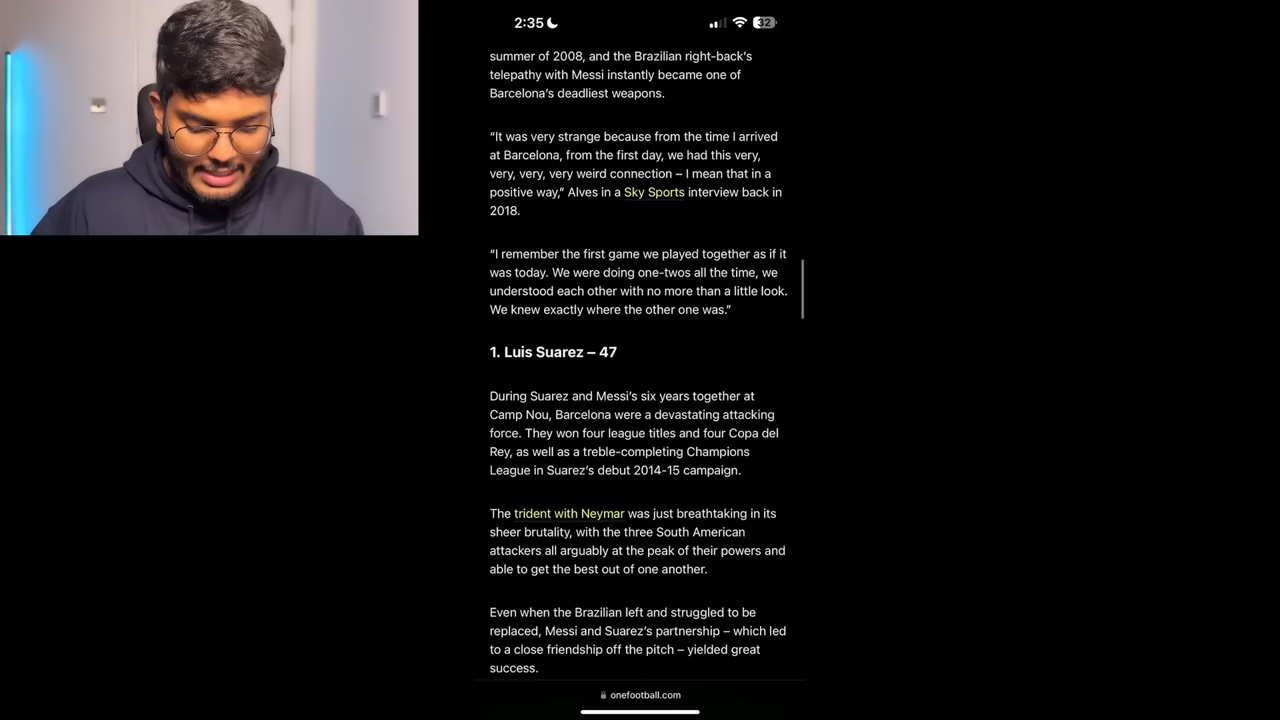 2:35
32
summer of 2008, and the Brazilian right-back’s
telepathy with Messi instantly became one of
Barcelona’s deadliest weapons.
“It was very strange because from the time I arrived
at Barcelona, from the first day, we had this very,
very, very, very weird connection – I mean that in a
positive way,” Alves in a Sky Sports interview back in
2018.
“I remember the first game we played together as if it
was today. We were doing one-twos all the time, we
understood each other with no more than a little look.
We knew exactly where the other one was.”
1. Luis Suarez – 47
During Suarez and Messi’s six years together at
Camp Nou, Barcelona were a devastating attacking
force. They won four league titles and four Copa del
Rey, as well as a treble-completing Champions
League in Suarez’s debut 2014-15 campaign.
The trident with Neymar was just breathtaking in its
sheer brutality, with the three South American
attackers all arguably at the peak of their powers and
able to get the best out of one another.
Even when the Brazilian left and struggled to be
replaced, Messi and Suarez’s partnership – which led
to a close friendship off the pitch – yielded great
success.
onefootball.com